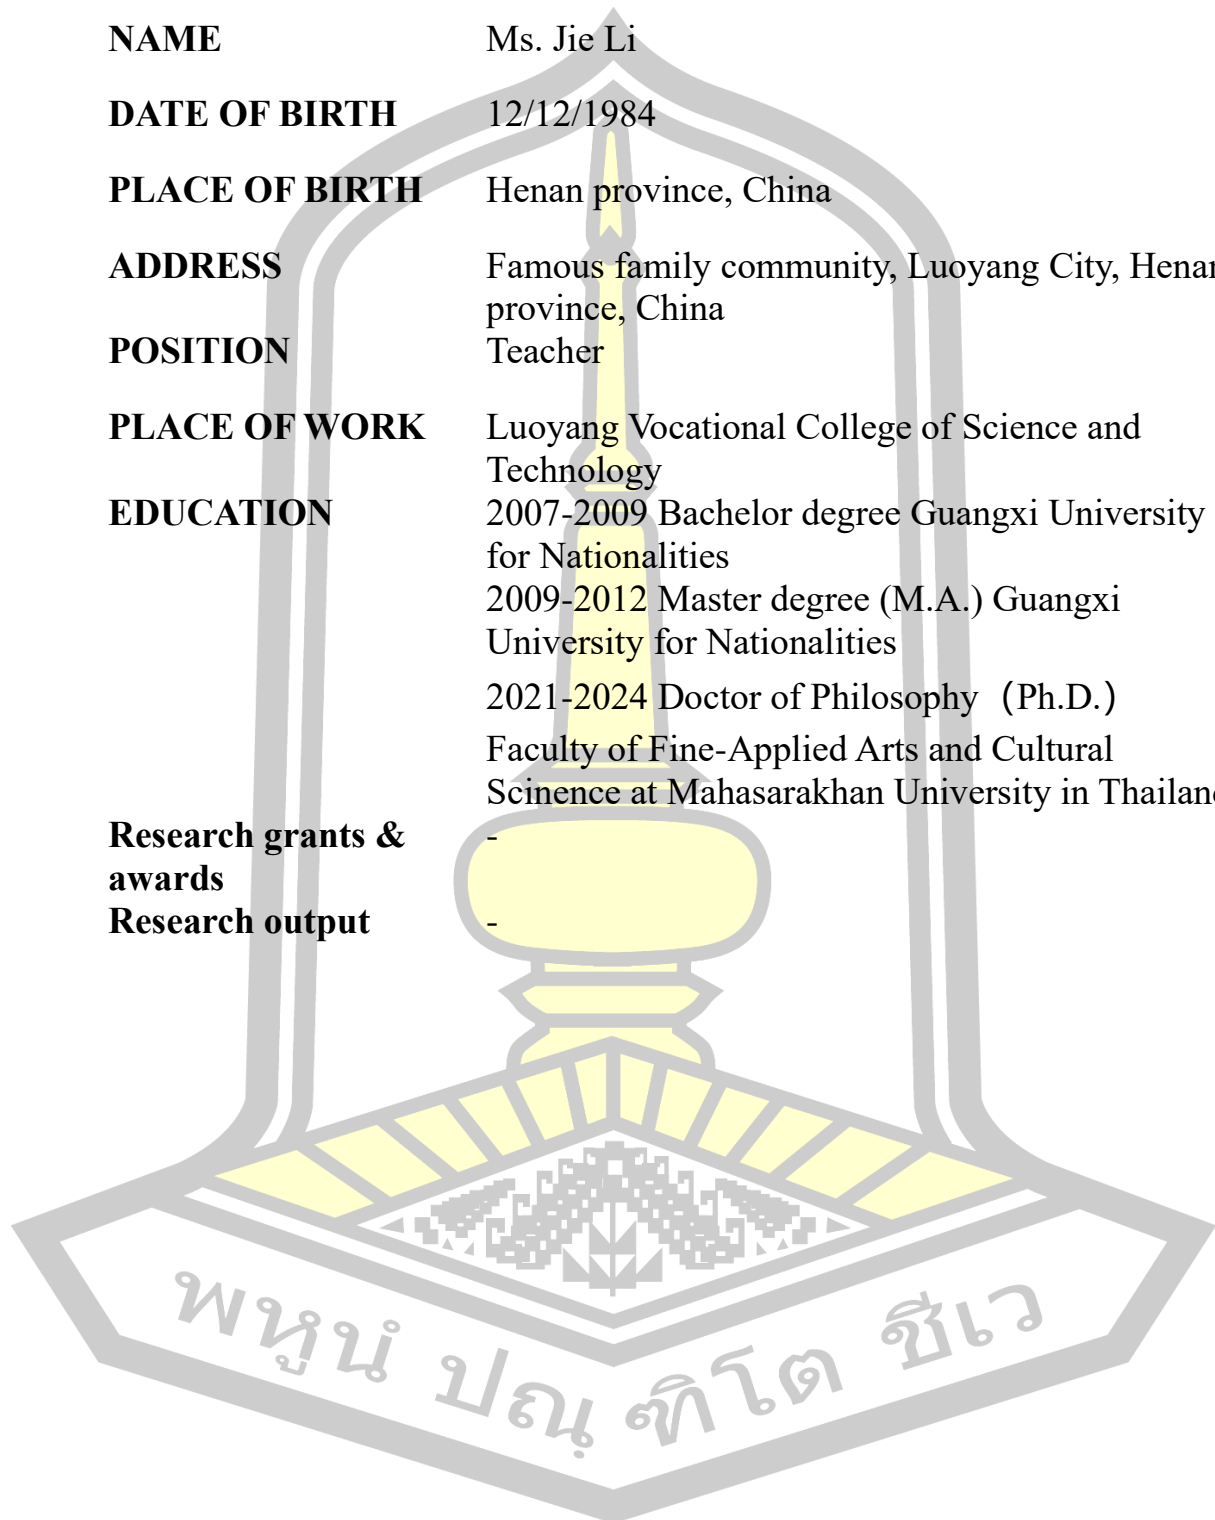 NAME Ms. Jie Li
DATE OF BIRTH 12/12/1984
PLACE OF BIRTH Henan province, China
ADDRESS Famous family community, Luoyang City, Henan
province, China
POSITION Teacher
PLACE OF WORK Luoyang Vocational College of Science and
Technology
EDUCATION 2007-2009 Bachelor degree Guangxi University
for Nationalities
2009-2012 Master degree (M.A.) Guangxi
University for Nationalities
2021-2024 Doctor of Philosophy（Ph.D.）
Faculty of Fine-Applied Arts and Cultural
Scinence at Mahasarakhan University in Thailand
Research grants & -
awards
Research output -
พหูนํ ปณฺฑิโต ชีเว